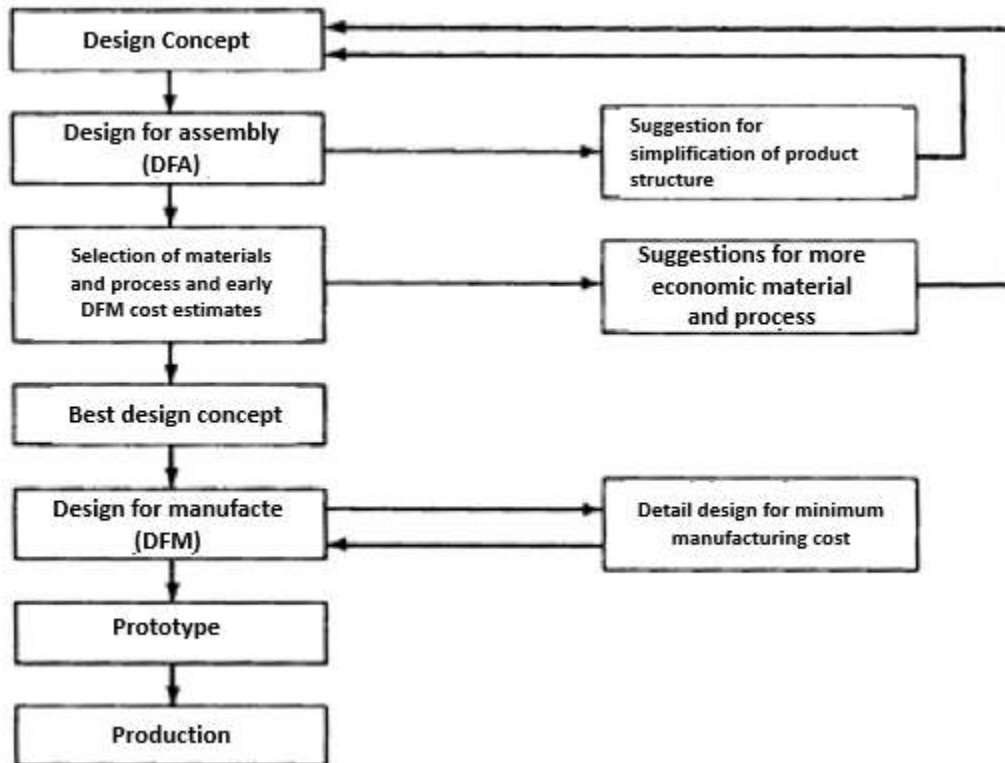 Design Concept
Design for assembly
(DFA)
Suggestion for
simplification of product
structure
Selection of materials
and process and early
DFM cost estimates
Suggestions for more
economic material
and process
Best design concept
Design for manufacte
(DFM)
Detail design for minimum
manufacturing cost
Prototype
Production